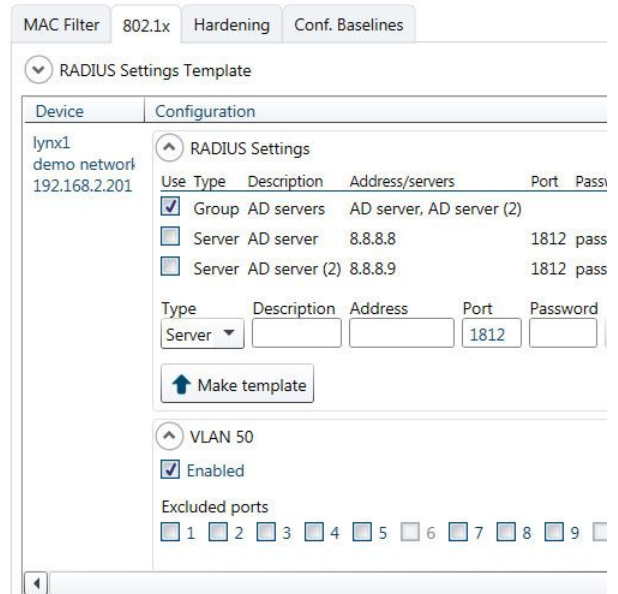 MAC Filter 802.1x Hardening Conf. Baselines
RADIUS Settings Template
Device Configuration
lynx1
demo network
192.168.2.201
RADIUS Settings
Use Type Description Address/servers Port
Group AD servers AD server, AD server (2)
Server AD server 8.8.8.8 1812 pass
Server AD server (2) 8.8.8.9 1812 pass
Type Description Address Port Password
Server 1812
Make template
VLAN 50
Enabled
Excluded ports
1 2 3 4 5 6 7 8 9